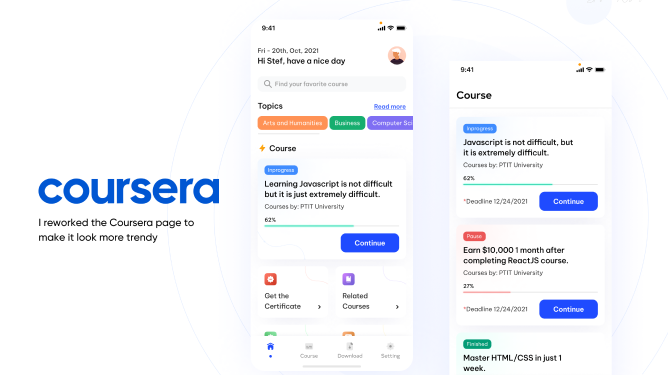 coursera
I reworked the Coursera page to
make it look more trendy
9:41
Fri - 20th, Oct, 2021
Hi Stef, have a nice day
Find your favorite course
Topics
Read more
Arts and Humanities
Business
Computer Sci
Course
Inprogress
Learning Javascript is not difficult
but it is just extremely difficult.
Courses by: PTIT University
62%
Continue
Get the
Certificate
Related
Courses
Home
Course
Download
Setting
9:41
Course
Inprogress
Javascript is not difficult, but
it is extremely difficult.
Courses by: PTIT University
62%
*Deadline 12/24/2021
Continue
Pause
Earn $10,000 1 month after
completing ReactJS course.
Courses by: PTIT University
27%
*Deadline 12/24/2021
Continue
Finished
Master HTML/CSS in just 1
week.